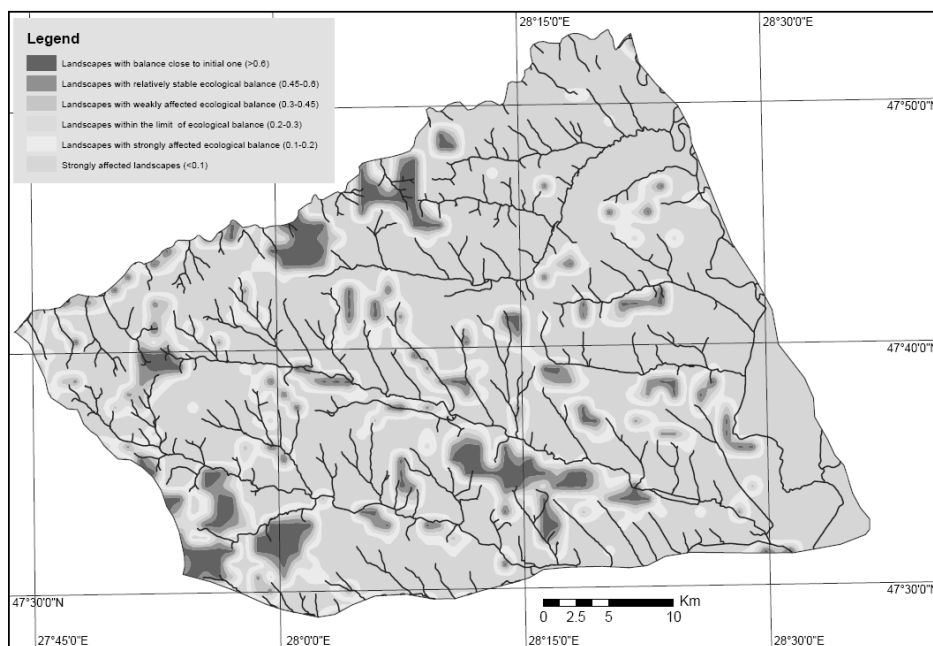 28°15'0"E
28°30'0"E
Legend
Landscapes with balance close to initial one (>0.6)
Landscapes with relatively stable ecological balance (0.45-0.6)
Landscapes with weakly affected ecological balance (0.3-0.45)
Landscapes within the limit of ecological balance (0.2-0.3)
Landscapes with strongly affected ecological balance (0.1-0.2)
Strongly affected landscapes (<0.1)
47°50'0"N
47°40'0"N
47°30'0"N
47°30'0"N
Km
0 2.5 5 10
27°45'0"E
28°0'0"E
28°15'0"E
28°30'0"E